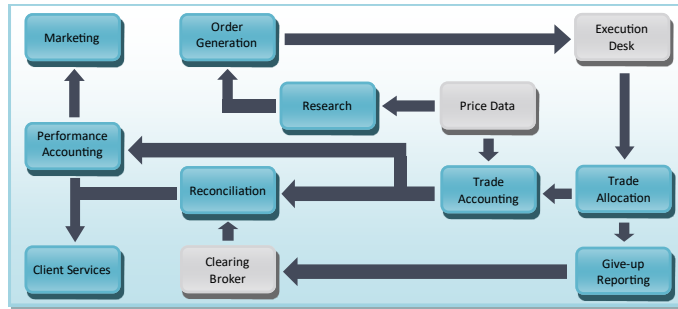 Marketing
Order
Generation
Execution
Desk
Research
Price Data
Performance
Accounting
Reconciliation
Trade
Accounting
Trade
Allocation
Client Services
Clearing
Broker
Give-up
Reporting